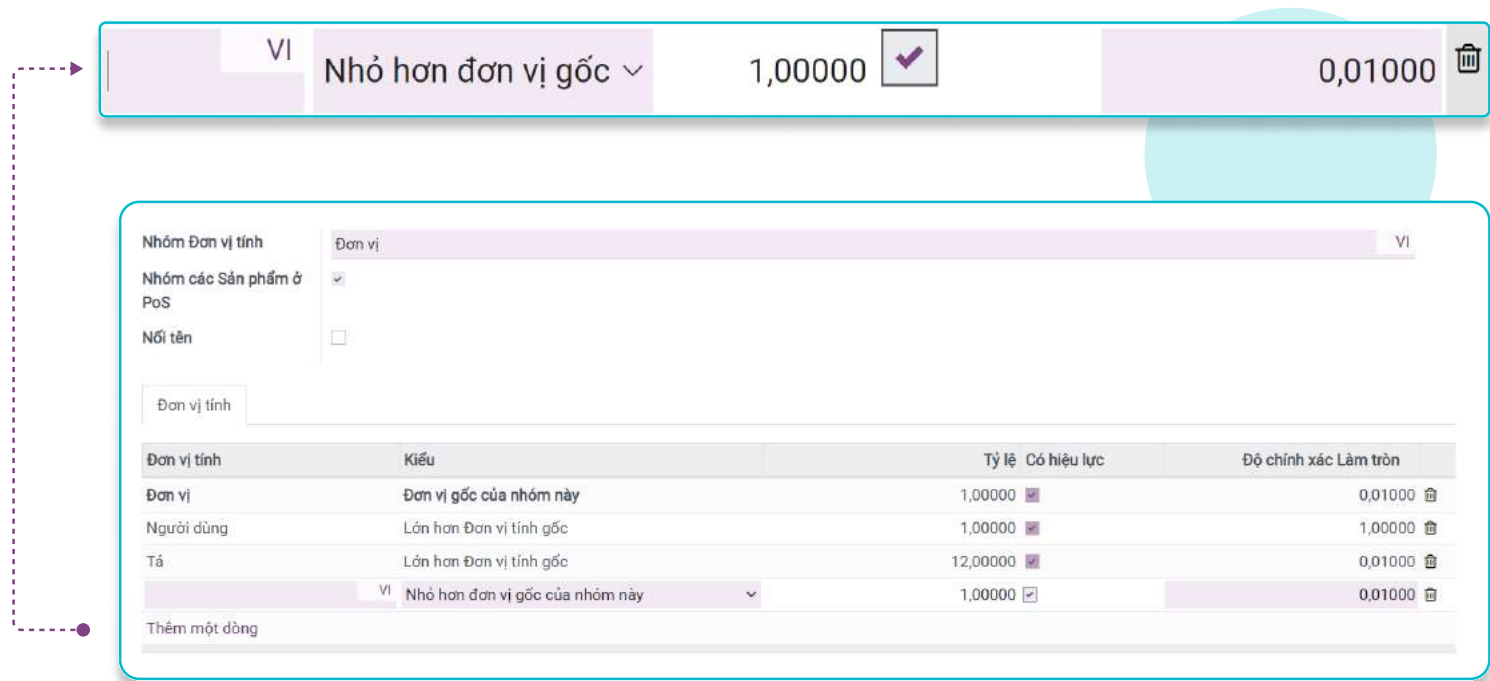 VI
Nhỏ hơn đơn vị gốc 1,00000 0,01000
Nhóm Đơn vị tính Đơn vị VI
Nhóm các Sản phẩm ở
PoS
Nối tên
Đơn vị tính
Đơn vị tính Kiểu Tỷ lệ Có hiệu lực Độ chính xác Làm tròn
Đơn vị Đơn vị gốc của nhóm này 1,00000 0,01000
Người dùng Lớn hơn Đơn vị tính gốc 1,00000 1,00000
Tá Lớn hơn Đơn vị tính gốc 12,00000 0,01000
VI Nhỏ hơn đơn vị gốc của nhóm này 1,00000 0,01000
Thêm một dòng